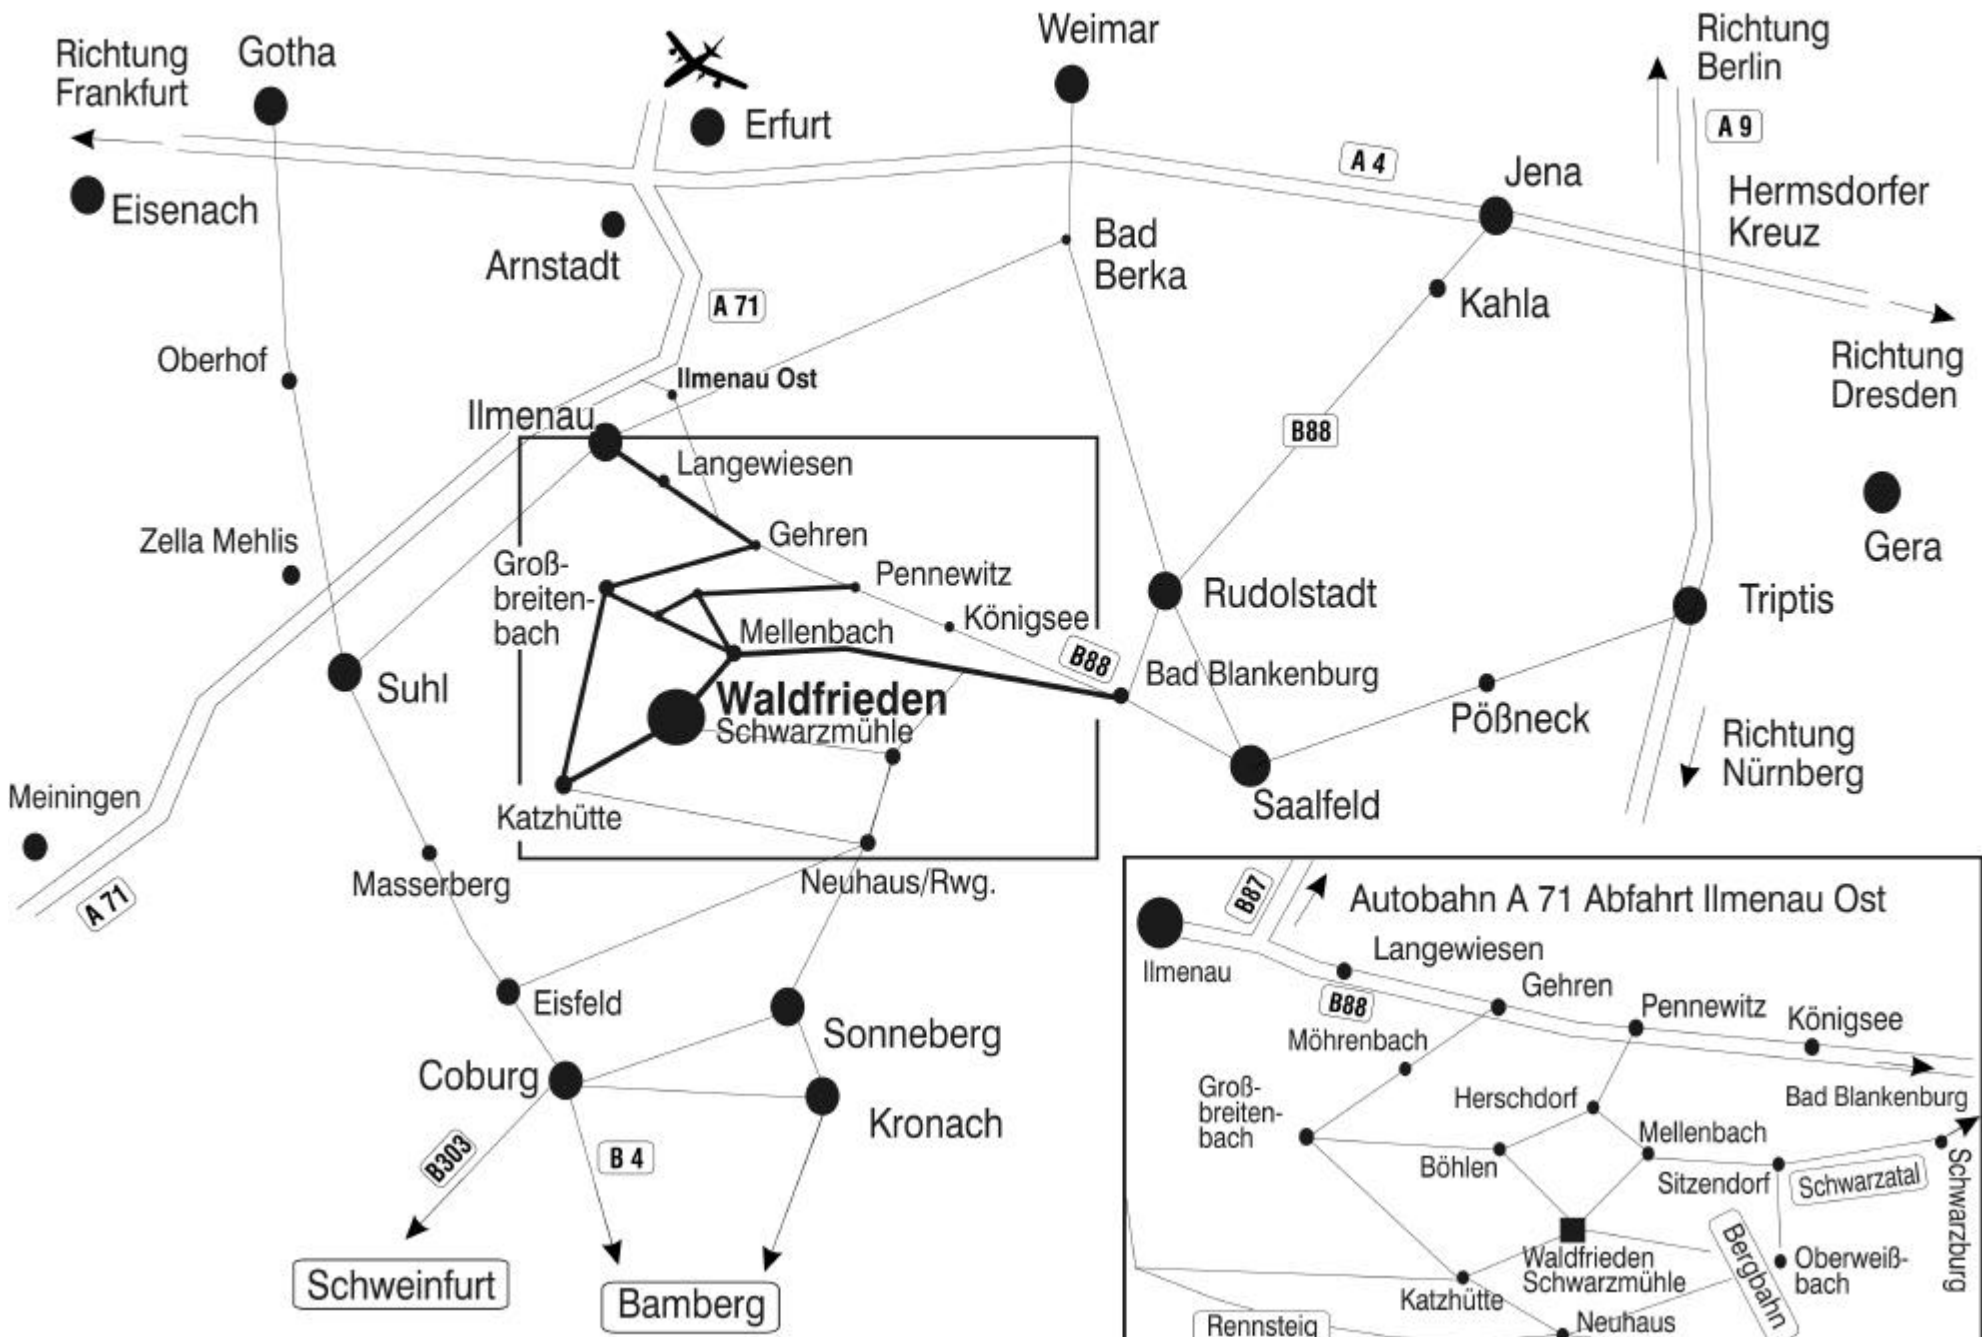 Richtung
Frankfurt
Gotha
Weimar
Richtung
Berlin
Erfurt
A 9
A 4
Jena
Eisenach
Hermsdorfer
Kreuz
Arnstadt
Bad
Berka
A 71
Kahla
Oberhof
Richtung
Dresden
Ilmenau Ost
Ilmenau
B88
Langewiesen
Zella Mehlis
Gehren
Gera
Groß-
breiten-
bach
Pennewitz
Rudolstadt
Triptis
Königsee
Mellenbach
B88
Bad Blankenburg
Suhl
Waldfrieden
Schwarzmühle
Pößneck
Richtung
Nürnberg
Meiningen
Katzhütte
Saalfeld
A 71
Masserberg
Neuhaus/Rwg.
Eisfeld
Sonneberg
Coburg
Kronach
B303
B 4
Schweinfurt
Bamberg
B87
Autobahn A 71 Abfahrt Ilmenau Ost
Ilmenau
Langewiesen
B88
Gehren
Pennewitz
Königsee
Möhrenbach
Groß-
breiten-
bach
Herschdorf
Bad Blankenburg
Mellenbach
Böhlen
Sitzendorf
Schwarzatal
Schwarzburg
Waldfrieden
Schwarzmühle
Bergbahn
Oberweiß-
bach
Katzhütte
Rennsteig
Neuhaus